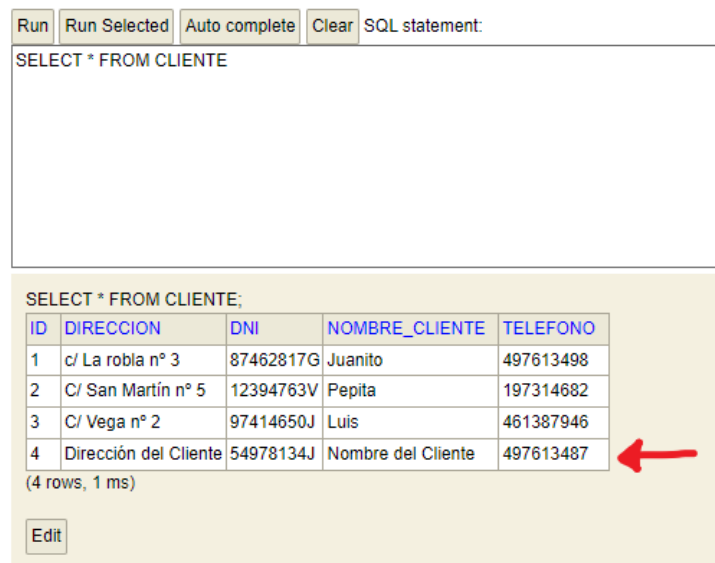 Run Run Selected Auto complete Clear SQL statement:
SELECT * FROM CLIENTE
SELECT * FROM CLIENTE;
ID DIRECCION DNI NOMBRE_CLIENTE TELEFONO
1 c/ La robla nº 3 87462817G Juanito 497613498
2 C/ San Martín nº 5 12394763V Pepita 197314682
3 C/ Vega nº 2 97414650J Luis 461387946
4 Dirección del Cliente 54978134J Nombre del Cliente 497613487
(4 rows, 1 ms)
Edit